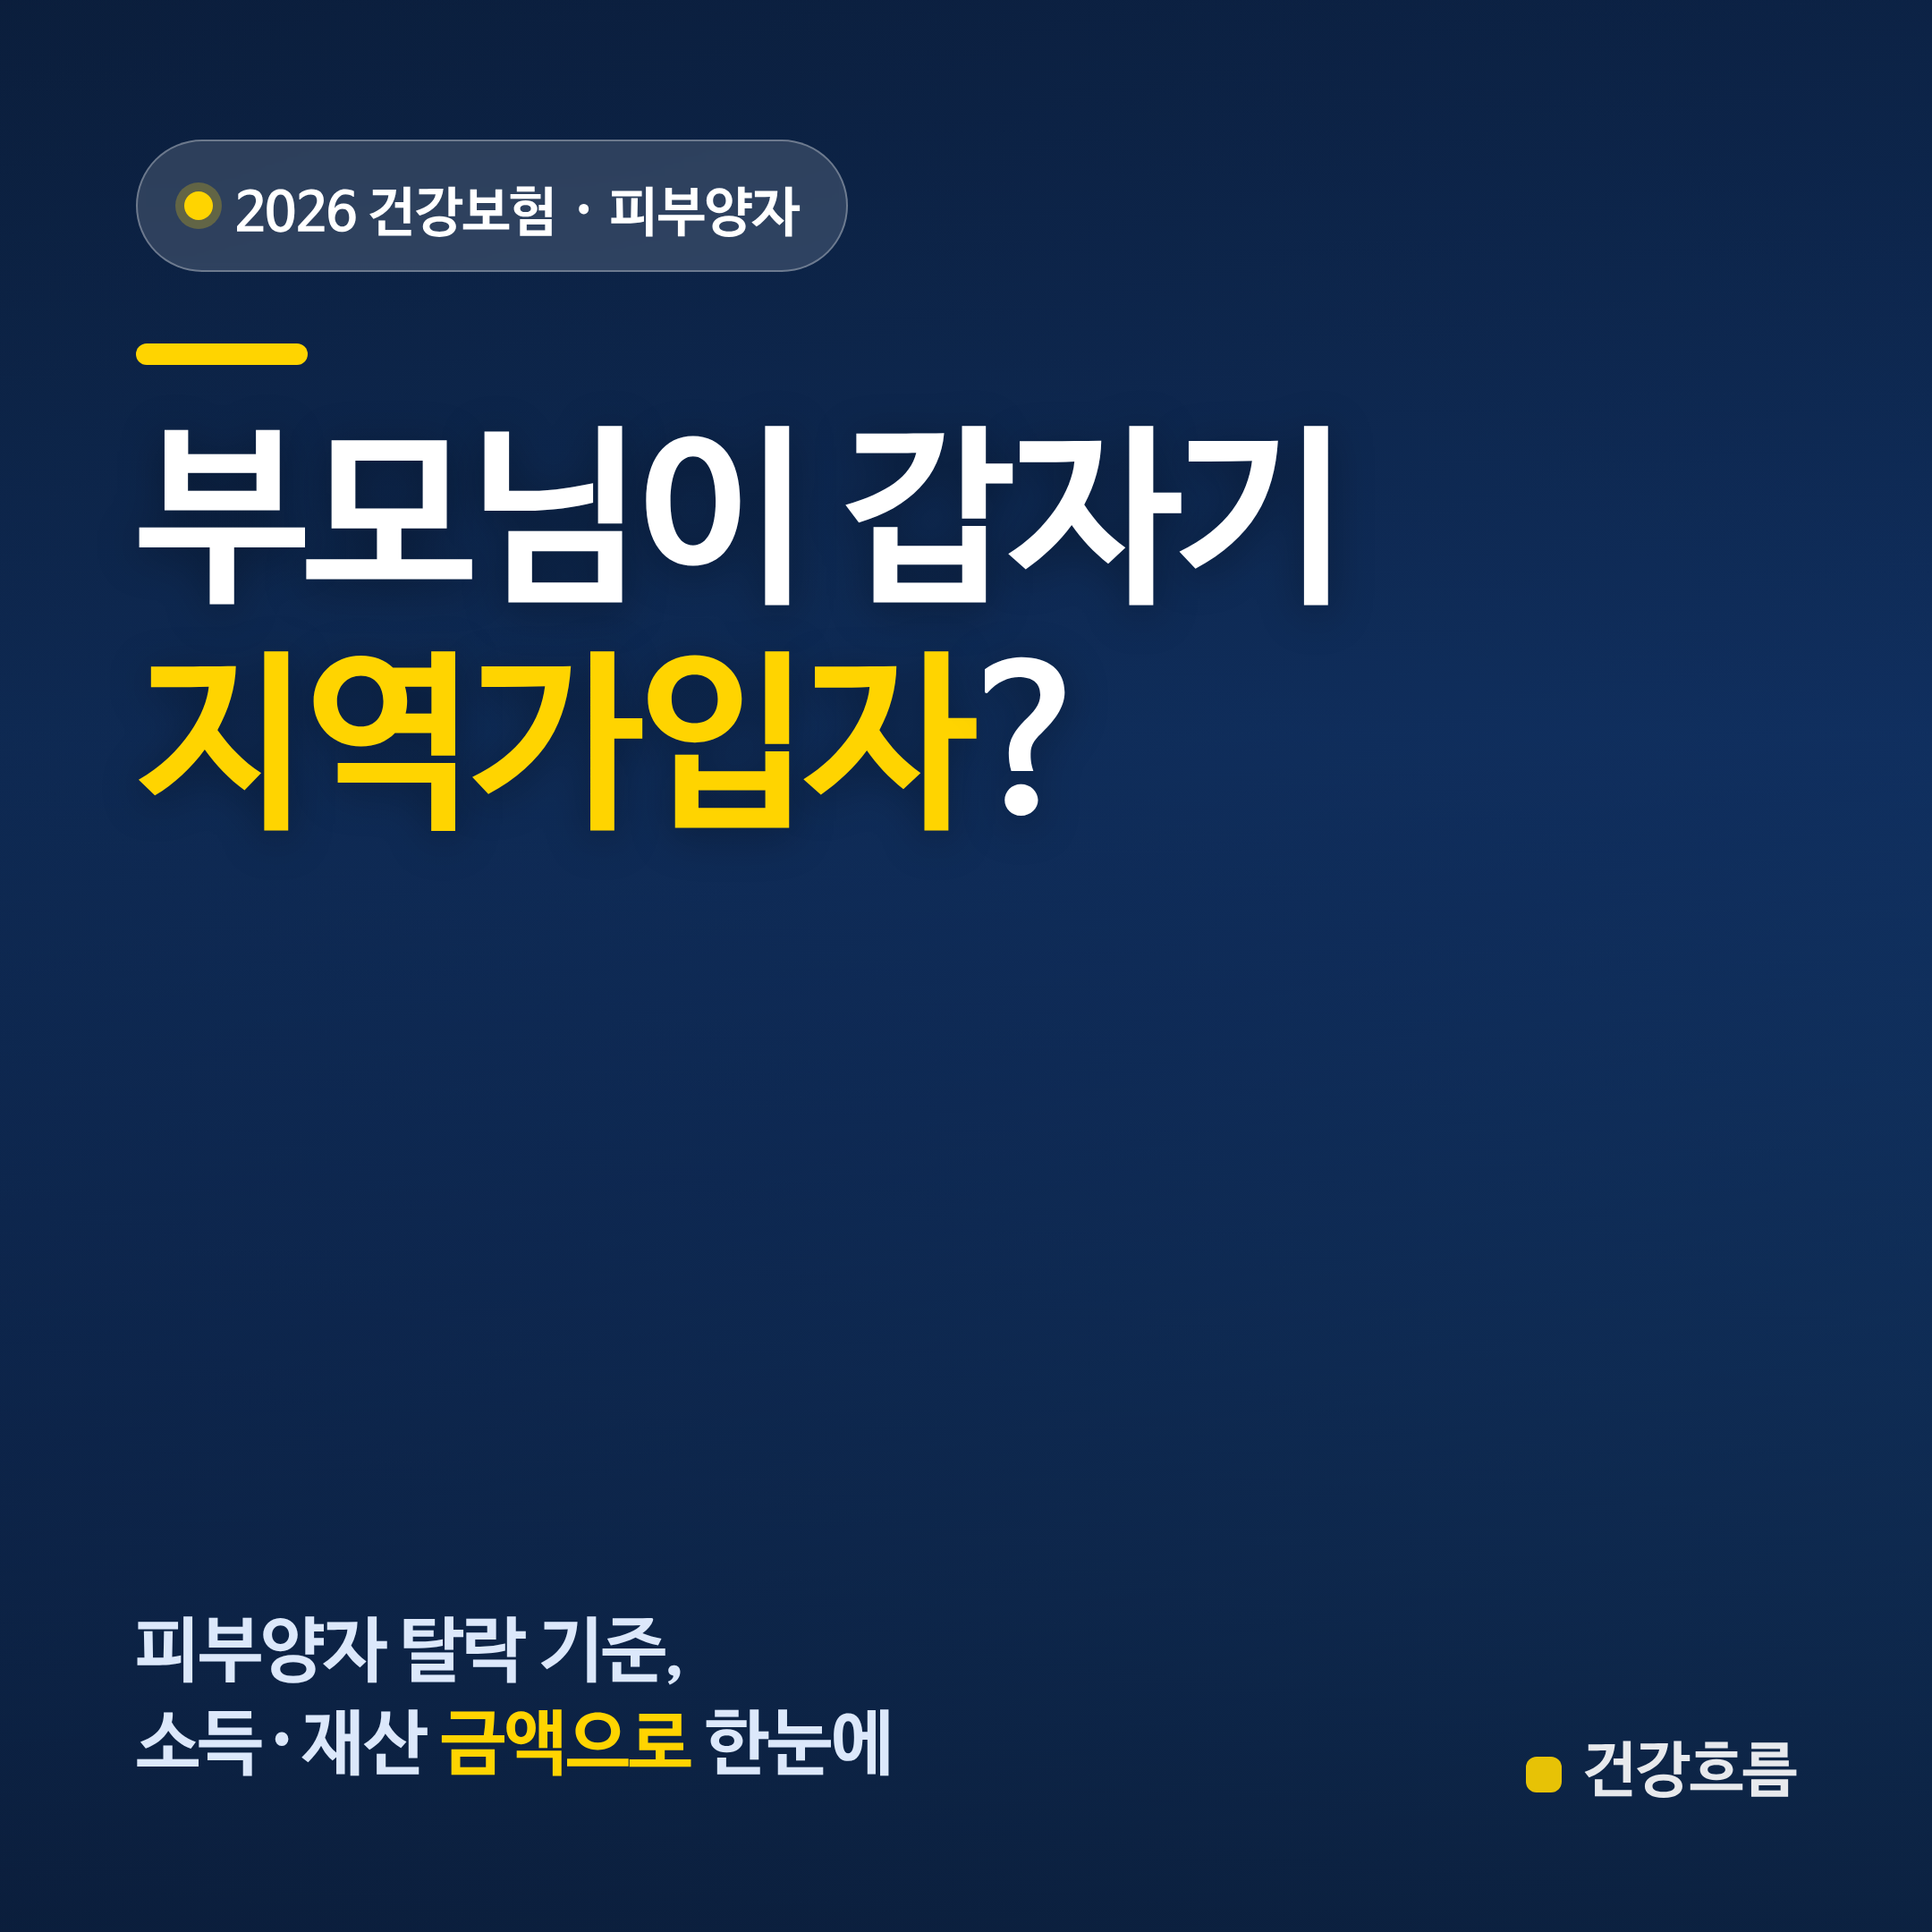 2026 건강보험 · 피부양자
부모님이 갑자기
지역가입자?
피부양자 탈락 기준,
소득·재산 금액으로 한눈에
건강흐름